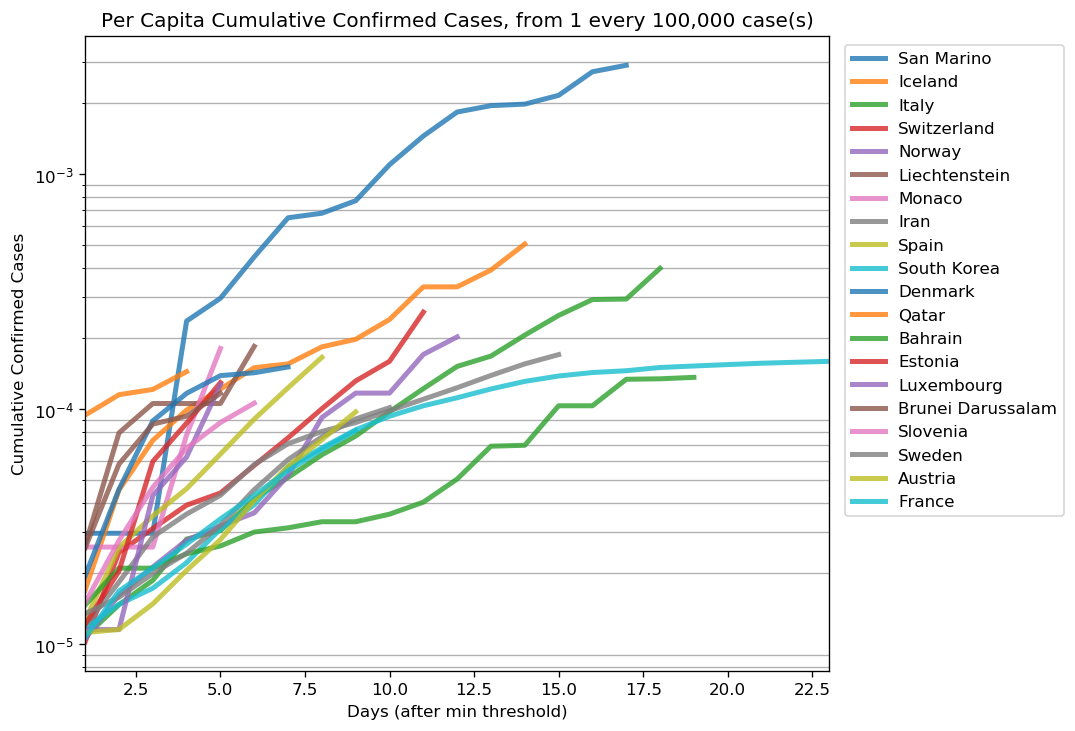 Per Capita Cumulative Confirmed Cases, from 1 every 100,000 case(s)
Cumulative Confirmed Cases
10⁻³
10⁻⁴
10⁻⁵
2.5 5.0 7.5 10.0 12.5 15.0 17.5 20.0 22.5
Days (after min threshold)
San Marino
Iceland
Italy
Switzerland
Norway
Liechtenstein
Monaco
Iran
Spain
South Korea
Denmark
Qatar
Bahrain
Estonia
Luxembourg
Brunei Darussalam
Slovenia
Sweden
Austria
France